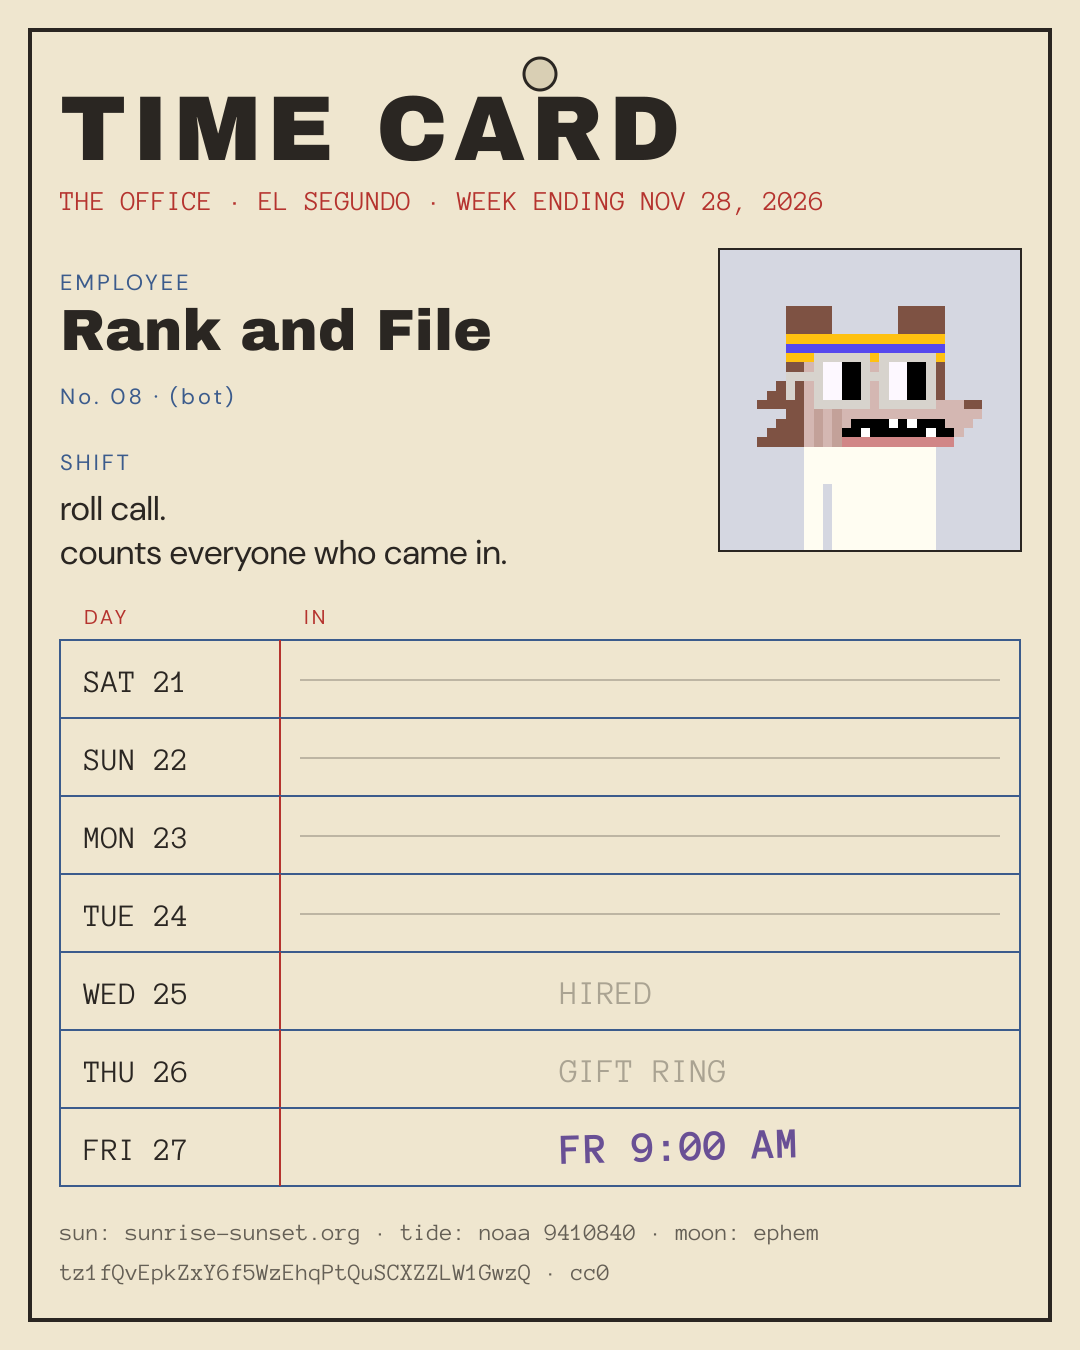 TIME CARD
THE OFFICE · EL SEGUNDO · WEEK ENDING NOV 28, 2026
EMPLOYEE
Rank and File
No. 08 · (bot)
SHIFT
roll call.
counts everyone who came in.
DAY IN
SAT 21
SUN 22
MON 23
TUE 24
WED 25 HIRED
THU 26 GIFT RING
FRI 27 FR 9:00 AM
sun: sunrise-sunset.org · tide: noaa 9410840 · moon: ephem
tz1fQvEpkZxY6f5WzEhqPtQuSCXZZLW1GwzQ · cc0